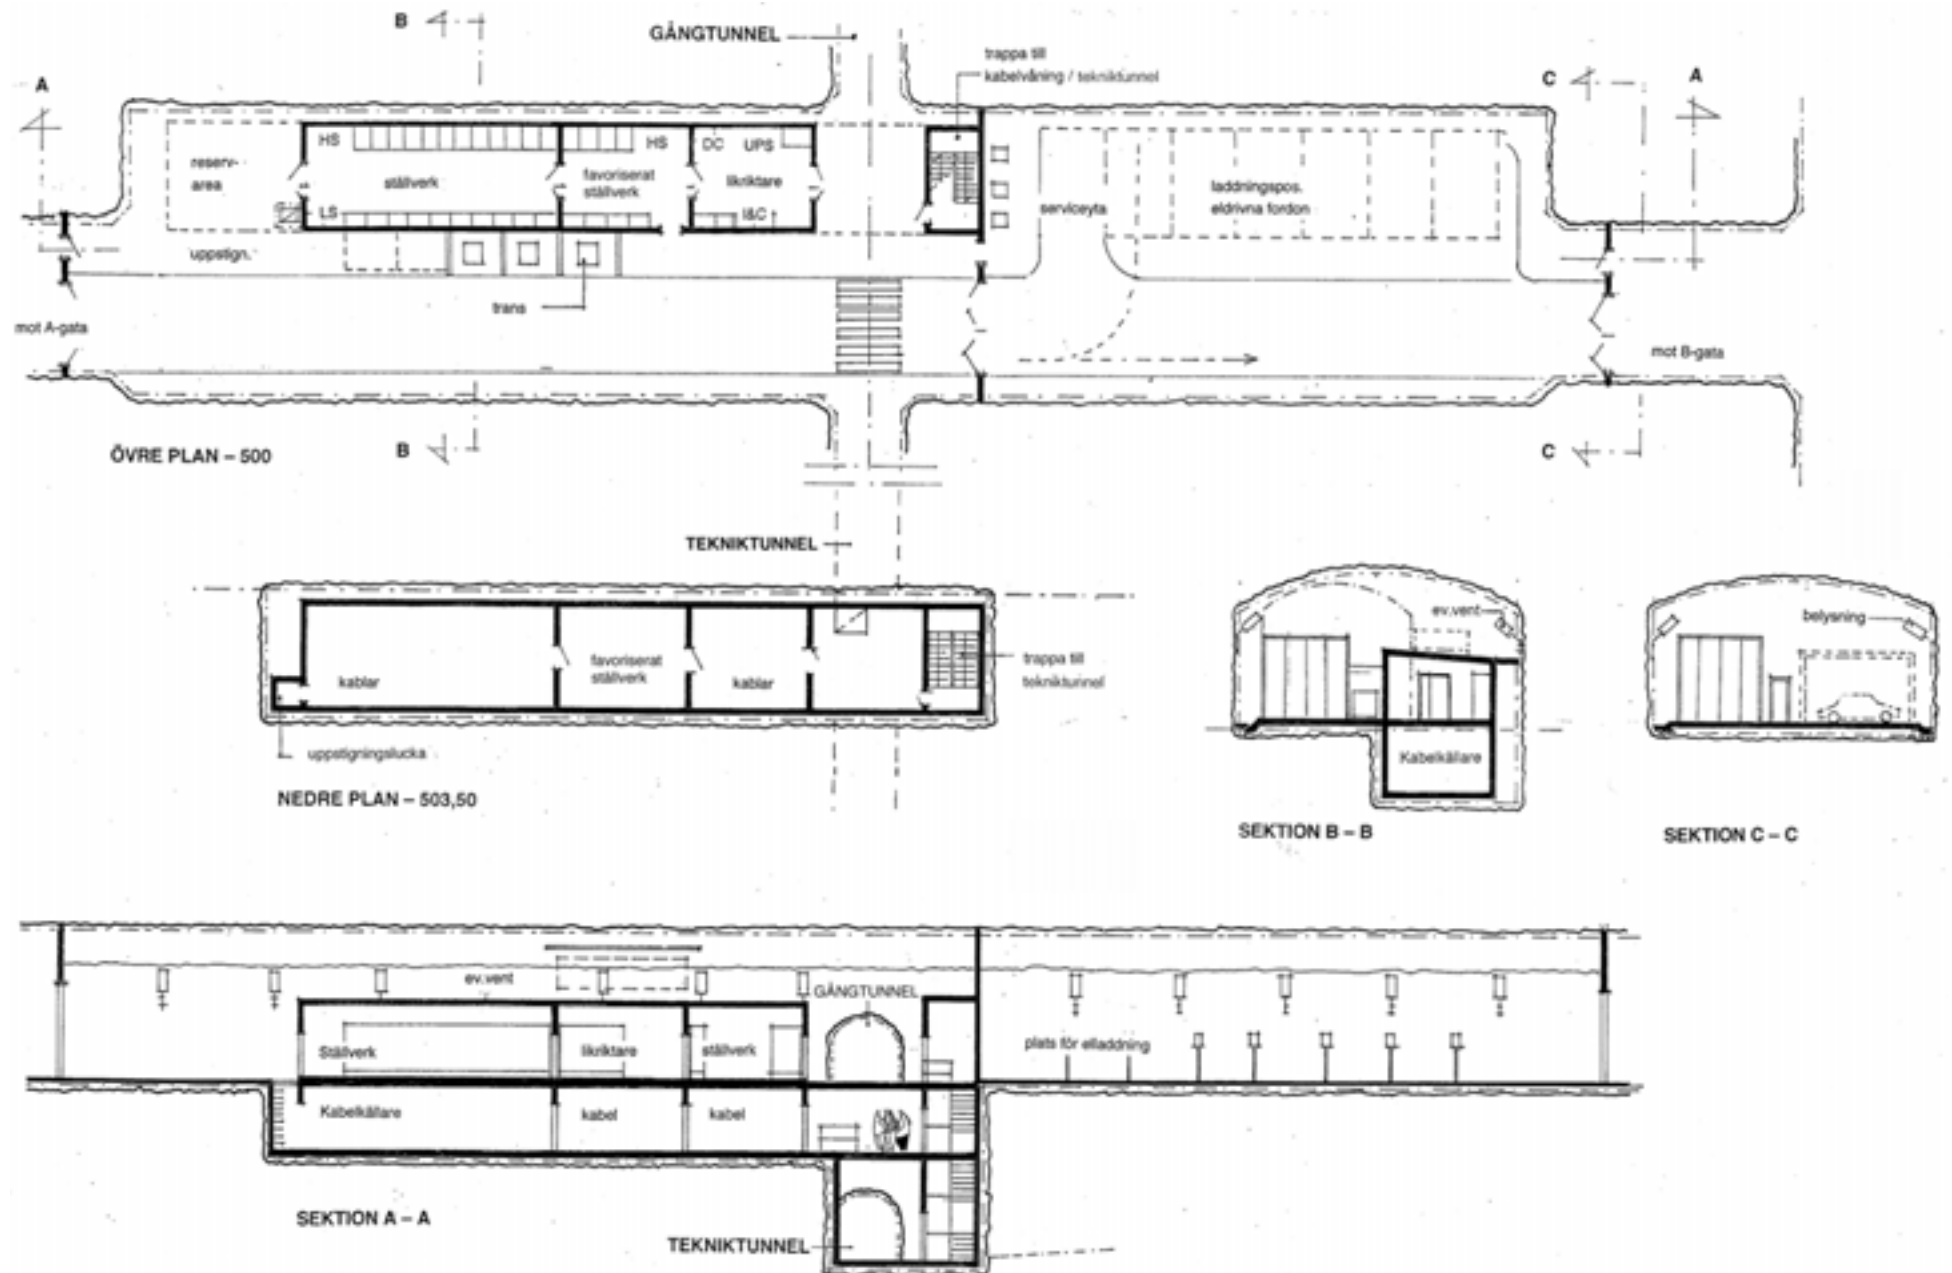 B
GÅNGTUNNEL
trappa till
kabelvåning / tekniktunnel
A
C
A
HS
HS
DC
UPS
reserv-
area
ställverk
favoriserat
ställverk
likriktare
LS
I&C
serviceyta
laddningspos.
eldrivna fordon
uppstign.
trans
mot A-gata
mot B-gata
ÖVRE PLAN – 500
B
C
TEKNIKTUNNEL
kablar
favoriserat
ställverk
kablar
trappa till
tekniktunnel
uppstigningslucka
NEDRE PLAN – 503,50
ev.vent
Kabelkällare
SEKTION B – B
belysning
SEKTION C – C
ev.vent
GÅNGTUNNEL
Ställverk
likriktare
ställverk
plats för elladdning
Kabelkällare
kabel
kabel
SEKTION A – A
TEKNIKTUNNEL